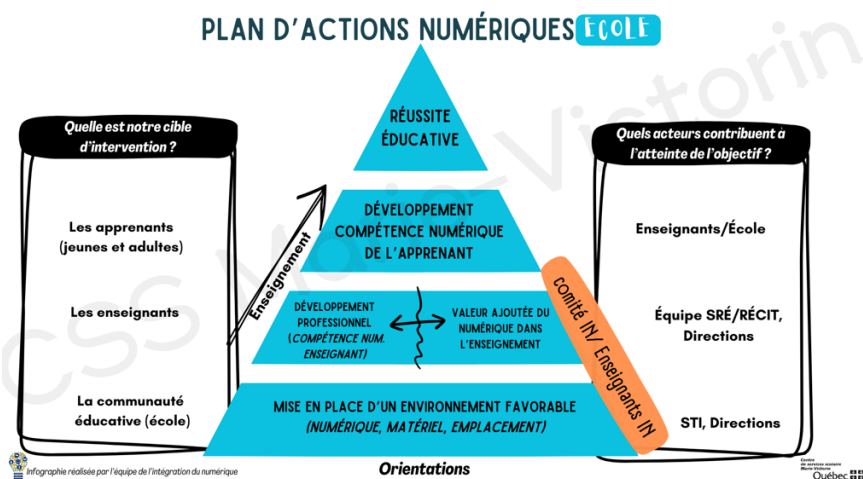 PLAN D'ACTIONS NUMÉRIQUES ECOLE
Quelle est notre cible
d'intervention ?
Les apprenants
(jeunes et adultes)
Les enseignants
La communauté
éducative (école)
Enseignement
RÉUSSITE
ÉDUCATIVE
DÉVELOPPEMENT
COMPÉTENCE NUMÉRIQUE
DE L'APPRENANT
DÉVELOPPEMENT
PROFESSIONNEL
(COMPÉTENCE NUM.
ENSEIGNANT)
VALEUR AJOUTÉE DU
NUMÉRIQUE DANS
L'ENSEIGNEMENT
MISE EN PLACE D'UN ENVIRONNEMENT FAVORABLE
(NUMÉRIQUE, MATÉRIEL, EMPLACEMENT)
Orientations
comité IN/ Enseignants IN
Quels acteurs contribuent à
l'atteinte de l'objectif ?
Enseignants/École
Équipe SRÉ/RÉCIT,
Directions
STI, Directions
CSS Marie-Victorin
Infographie réalisée par l'équipe de l'intégration du numérique
Centre
de services scolaire
Marie-Victorin
Québec